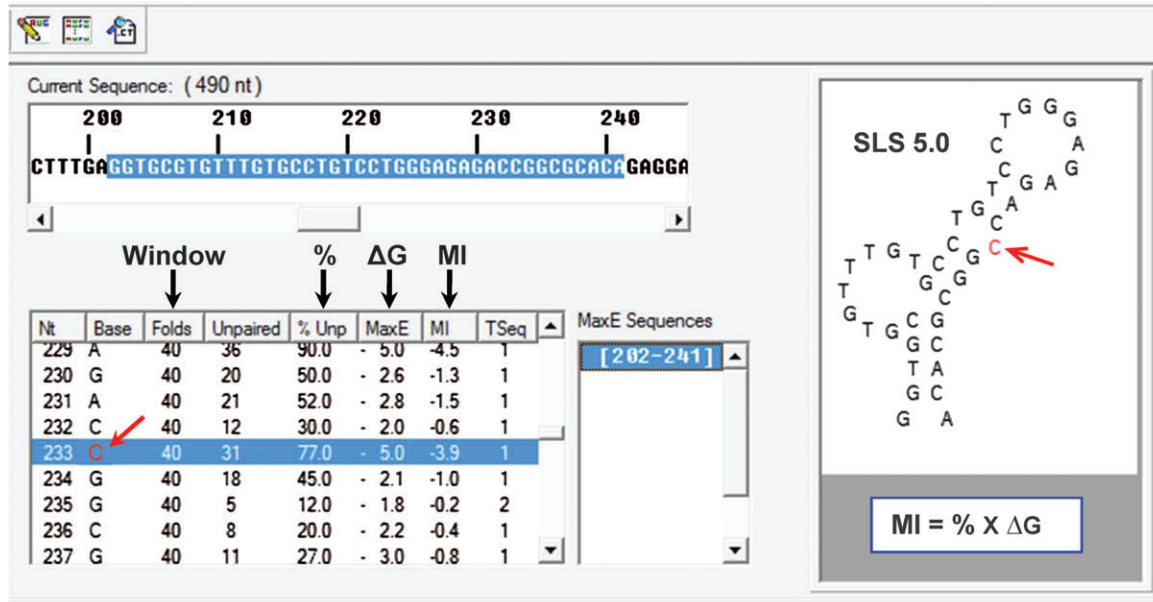 AUG
CT
Current Sequence: (490 nt)
200 210 220 230 240
CTTTGAGGTGCGTGTTTGTGCCTGTCCTGGGAGAGACCGGCGCACAGAGGA
Window % ΔG MI
Nt Base Folds Unpaired % Unp MaxE MI TSeq
229 A 40 36 90.0 - 5.0 -4.5 1
230 G 40 20 50.0 - 2.6 -1.3 1
231 A 40 21 52.0 - 2.8 -1.5 1
232 C 40 12 30.0 - 2.0 -0.6 1
233 C 40 31 77.0 - 5.0 -3.9 1
234 G 40 18 45.0 - 2.1 -1.0 1
235 G 40 5 12.0 - 1.8 -0.2 2
236 C 40 8 20.0 - 2.2 -0.4 1
237 G 40 11 27.0 - 3.0 -0.8 1
MaxE Sequences
[202-241]
SLS 5.0
T G G G
C A
C G
T G A G A
T G C
C C
T T G T C G
T G G
T C
G T G C G
G C
T A
G C
G A
MI = % X ΔG